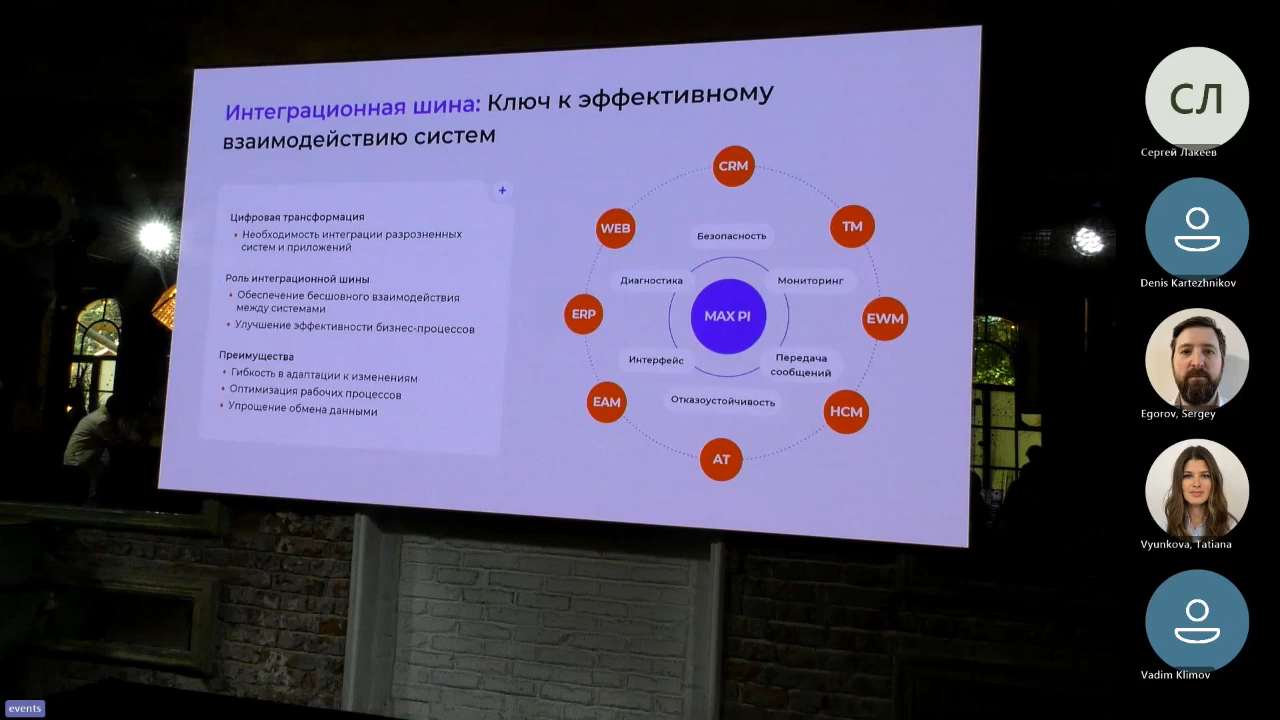 Интеграционная шина: Ключ к эффективному
взаимодействию систем
+
Цифровая трансформация
• Необходимость интеграции разрозненных
систем и приложений
Роль интеграционной шины
• Обеспечение бесшовного взаимодействия
между системами
• Улучшение эффективности бизнес-процессов
Преимущества
• Гибкость в адаптации к изменениям
• Оптимизация рабочих процессов
• Упрощение обмена данными
CRM
WEB
TM
Безопасность
Диагностика
Мониторинг
ERP
MAX PI
EWM
Интерфейс
Передача
сообщений
EAM
Отказоустойчивость
HCM
AT
СЛ
Сергей Лакеев
Denis Kartezhnikov
Egorov, Sergey
Vyunkova, Tatiana
Vadim Klimov
events